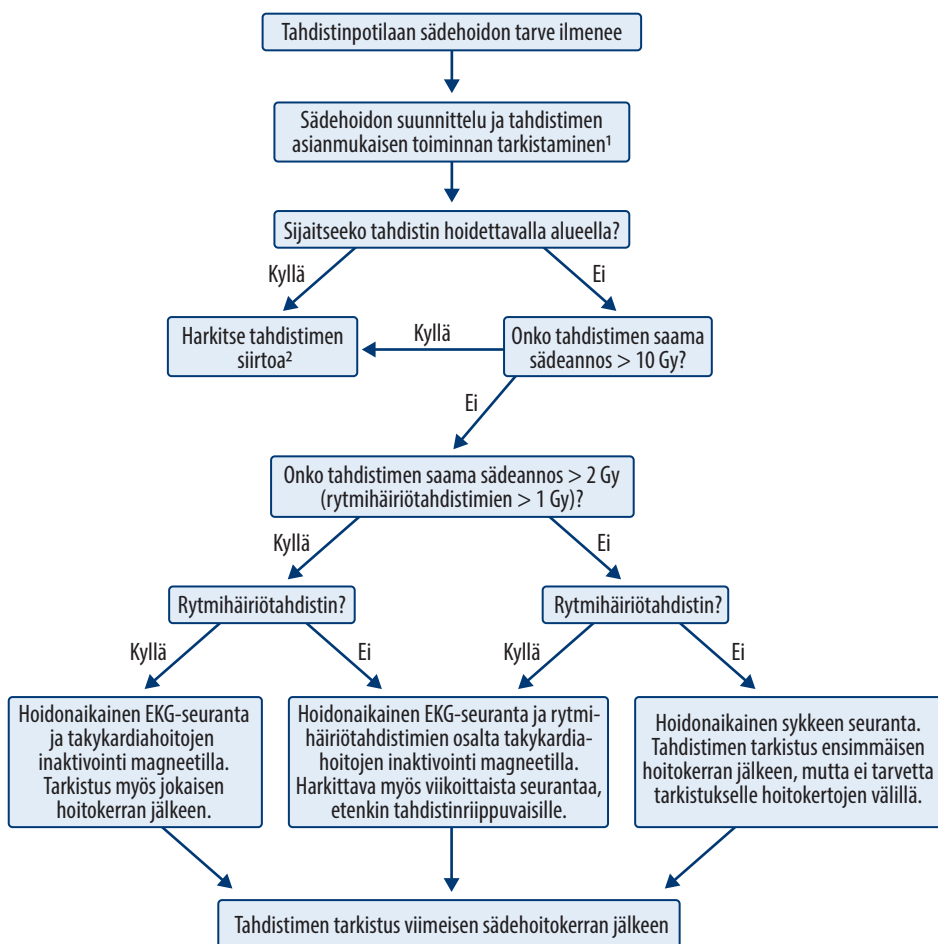 Tahdistinpotilaan sädehoidon tarve ilmenee
Sädehoidon suunnittelu ja tahdistimen
asianmukaisen toiminnan tarkistaminen¹
Sijaitseeko tahdistin hoidettavalla alueella?
Kyllä
Ei
Harkitse tahdistimen
siirtoa²
Kyllä
Onko tahdistimen saama
sädeannos > 10 Gy?
Ei
Onko tahdistimen saama sädeannos > 2 Gy
(rytmihäiriötahdistimien > 1 Gy)?
Kyllä
Ei
Rytmihäiriötahdistin?
Rytmihäiriötahdistin?
Kyllä
Ei
Kyllä
Ei
Hoidonaikainen EKG-seuranta
ja takykardiahoitojen
inaktivointi magneetilla.
Tarkistus myös jokaisen
hoitokerran jälkeen.
Hoidonaikainen EKG-seuranta ja rytmi-
häiriötahdistimien osalta takykardia-
hoitojen inaktivointi magneetilla.
Harkittava myös viikoittaista seurantaa,
etenkin tahdistinriippuvaisille.
Hoidonaikainen sykkeen seuranta.
Tahdistimen tarkistus ensimmäisen
hoitokerran jälkeen, mutta ei tarvetta
tarkistukselle hoitokertojen välillä.
Tahdistimen tarkistus viimeisen sädehoitokerran jälkeen